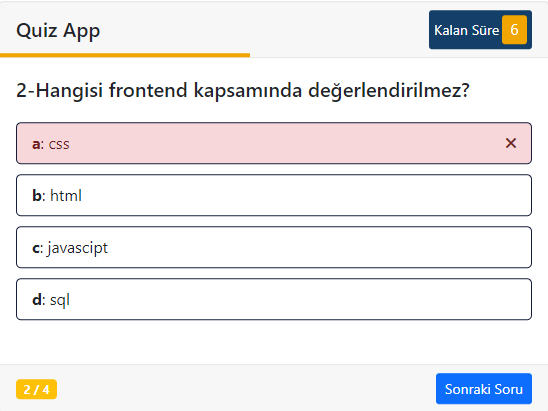 Quiz App
Kalan Süre 6
2-Hangisi frontend kapsamında değerlendirilmez?
a: css
b: html
c: javascipt
d: sql
2 / 4
Sonraki Soru